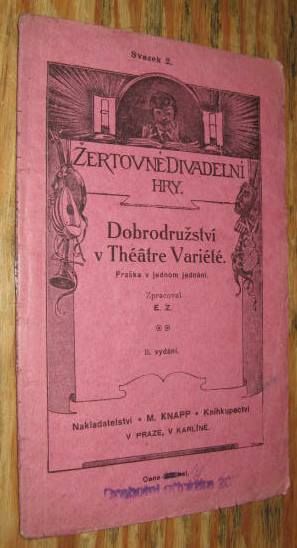 Svazek 2.
ŽERTOVNÉ DIVADELNÍ
HRY.
Dobrodružství
v Théâtre Variété.
Fraška v jednom jednání.
Zpracoval
E. Z.
II. vydání.
Nakladatelství • M. KNAPP • Knihkupectví
V PRAZE, V KARLÍNĚ.
Cena